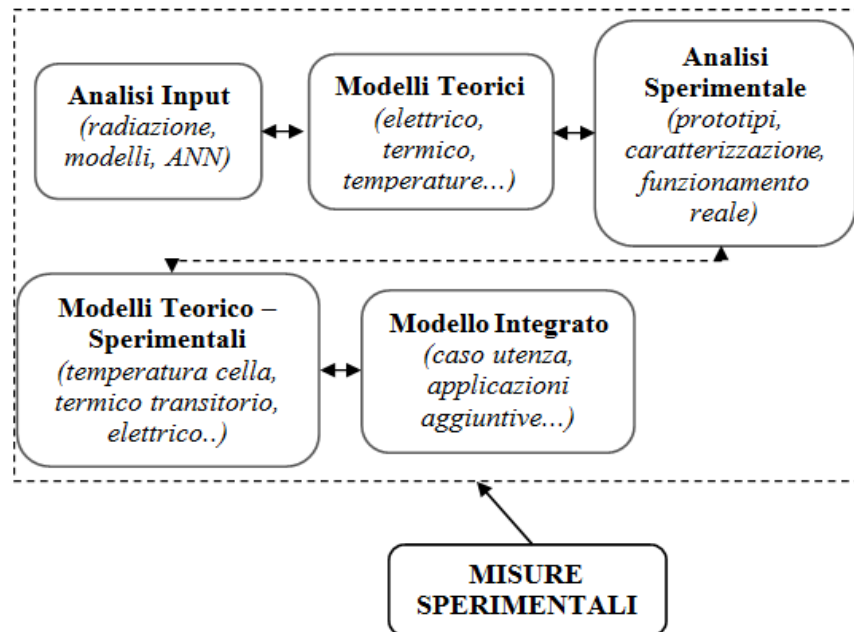 Analisi Input
(radiazione,
modelli, ANN)
Modelli Teorici
(elettrico,
termico,
temperature…)
Analisi
Sperimentale
(prototipi,
caratterizzazione,
funzionamento
reale)
Modelli Teorico –
Sperimentali
(temperatura cella,
termico transitorio,
elettrico..)
Modello Integrato
(caso utenza,
applicazioni
aggiuntive…)
MISURE
SPERIMENTALI